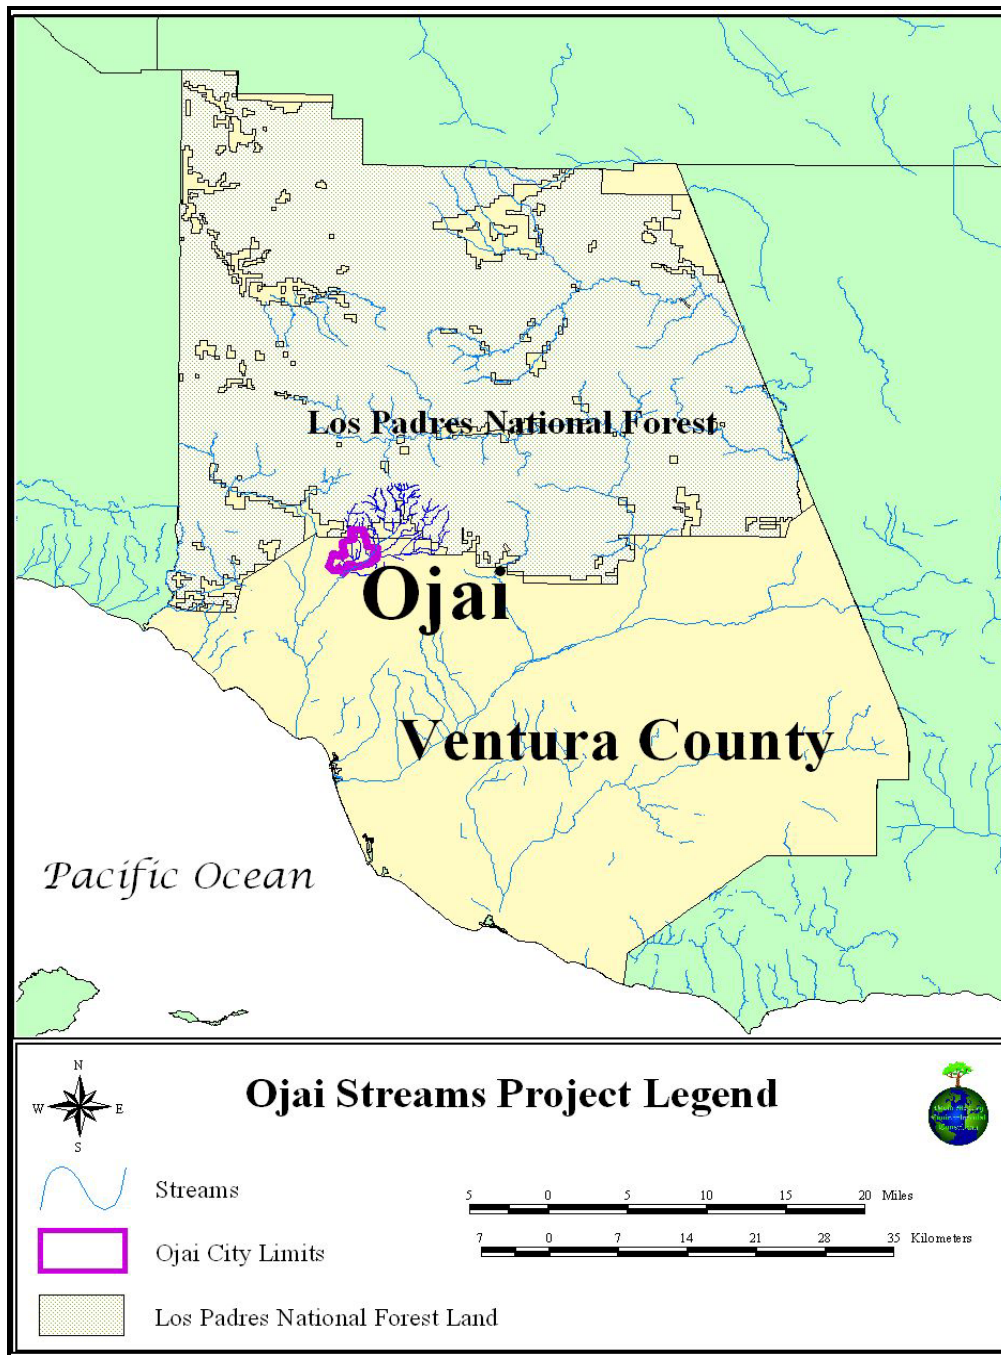 Los Padres National Forest
Ojai
Ventura County
Pacific Ocean
Ojai Streams Project Legend
N
W E
S
Streams
5 0 5 10 15 20 Miles
Ojai City Limits
7 0 7 14 21 28 35 Kilometers
Los Padres National Forest Land